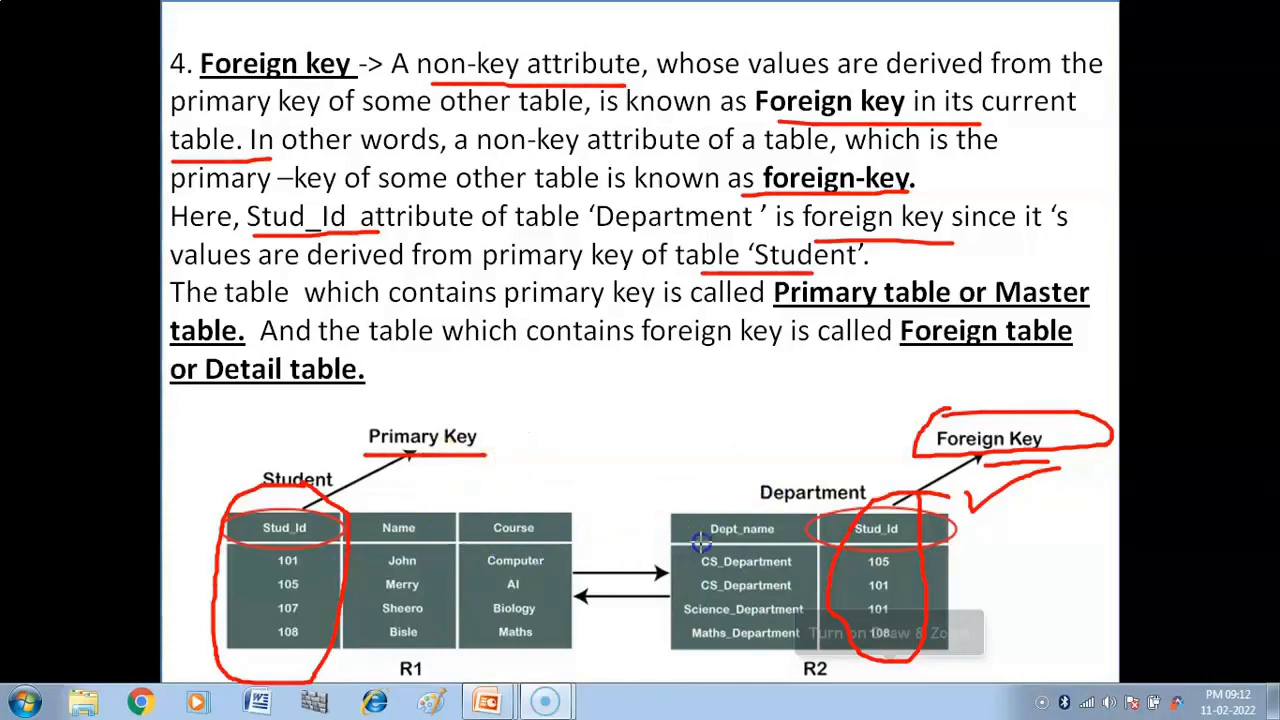 4. Foreign key -> A non-key attribute, whose values are derived from the
primary key of some other table, is known as Foreign key in its current
table. In other words, a non-key attribute of a table, which is the
primary –key of some other table is known as foreign-key.
Here, Stud_Id attribute of table ‘Department ’ is foreign key since it ‘s
values are derived from primary key of table ‘Student’.
The table which contains primary key is called Primary table or Master
table. And the table which contains foreign key is called Foreign table
or Detail table.
Primary Key
Foreign Key
Student
Department
Stud_Id Name Course
Dept_name Stud_Id
101 John Computer
CS_Department 105
105 Merry AI
CS_Department 101
107 Sheero Biology
Science_Department 101
108 Bisle Maths
Maths_Department 108
Turn on Draw & Zoom
R1
R2
PM 09:12
11-02-2022